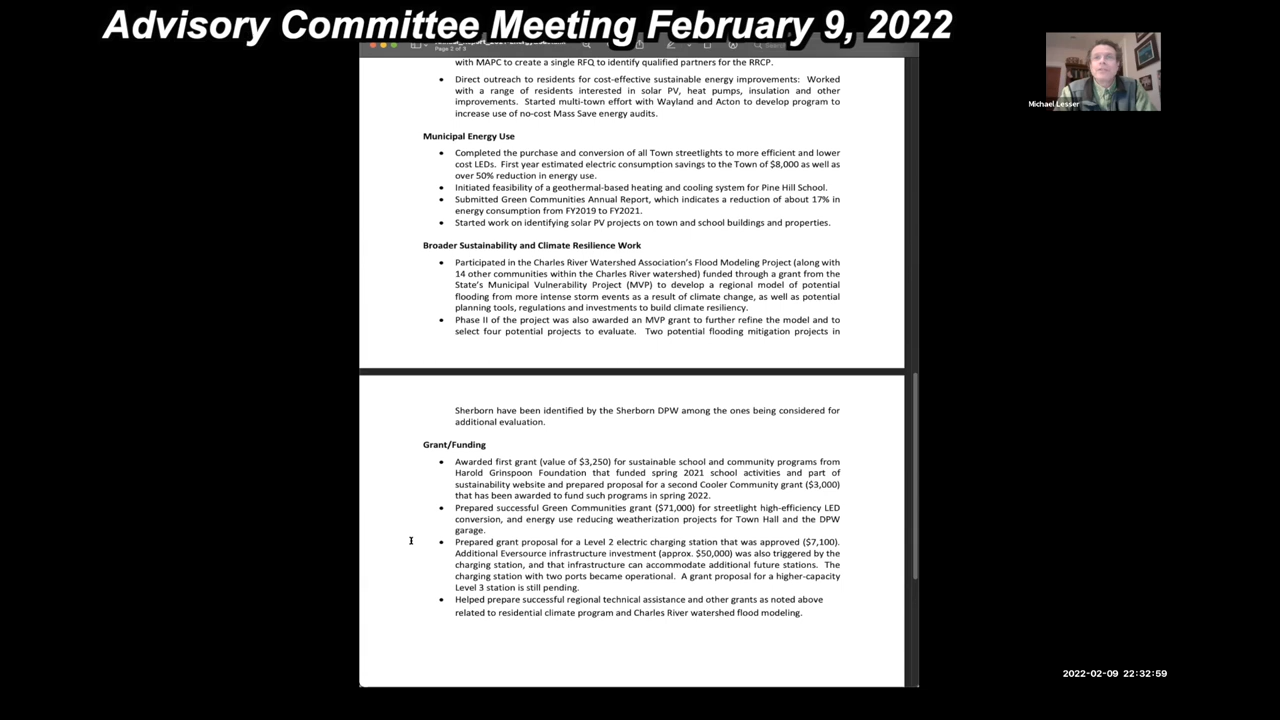 Advisory Committee Meeting February 9, 2022
Page 2 of 3
Search
with MAPC to create a single RFQ to identify qualified partners for the RRCP.
• Direct outreach to residents for cost-effective sustainable energy improvements: Worked
with a range of residents interested in solar PV, heat pumps, insulation and other
improvements. Started multi-town effort with Wayland and Acton to develop program to
increase use of no-cost Mass Save energy audits.
Municipal Energy Use
• Completed the purchase and conversion of all Town streetlights to more efficient and lower
cost LEDs. First year estimated electric consumption savings to the Town of $8,000 as well as
over 50% reduction in energy use.
• Initiated feasibility of a geothermal-based heating and cooling system for Pine Hill School.
• Submitted Green Communities Annual Report, which indicates a reduction of about 17% in
energy consumption from FY2019 to FY2021.
• Started work on identifying solar PV projects on town and school buildings and properties.
Broader Sustainability and Climate Resilience Work
• Participated in the Charles River Watershed Association's Flood Modeling Project (along with
14 other communities within the Charles River watershed) funded through a grant from the
State's Municipal Vulnerability Project (MVP) to develop a regional model of potential
flooding from more intense storm events as a result of climate change, as well as potential
planning tools, regulations and investments to build climate resiliency.
• Phase II of the project was also awarded an MVP grant to further refine the model and to
select four potential projects to evaluate. Two potential flooding mitigation projects in
Sherborn have been identified by the Sherborn DPW among the ones being considered for
additional evaluation.
Grant/Funding
• Awarded first grant (value of $3,250) for sustainable school and community programs from
Harold Grinspoon Foundation that funded spring 2021 school activities and part of
sustainability website and prepared proposal for a second Cooler Community grant ($3,000)
that has been awarded to fund such programs in spring 2022.
• Prepared successful Green Communities grant ($71,000) for streetlight high-efficiency LED
conversion, and energy use reducing weatherization projects for Town Hall and the DPW
garage.
• Prepared grant proposal for a Level 2 electric charging station that was approved ($7,100).
Additional Eversource infrastructure investment (approx. $50,000) was also triggered by the
charging station, and that infrastructure can accommodate additional future stations. The
charging station with two ports became operational. A grant proposal for a higher-capacity
Level 3 station is still pending.
• Helped prepare successful regional technical assistance and other grants as noted above
related to residential climate program and Charles River watershed flood modeling.
Michael Lesser
2022-02-09 22:32:59